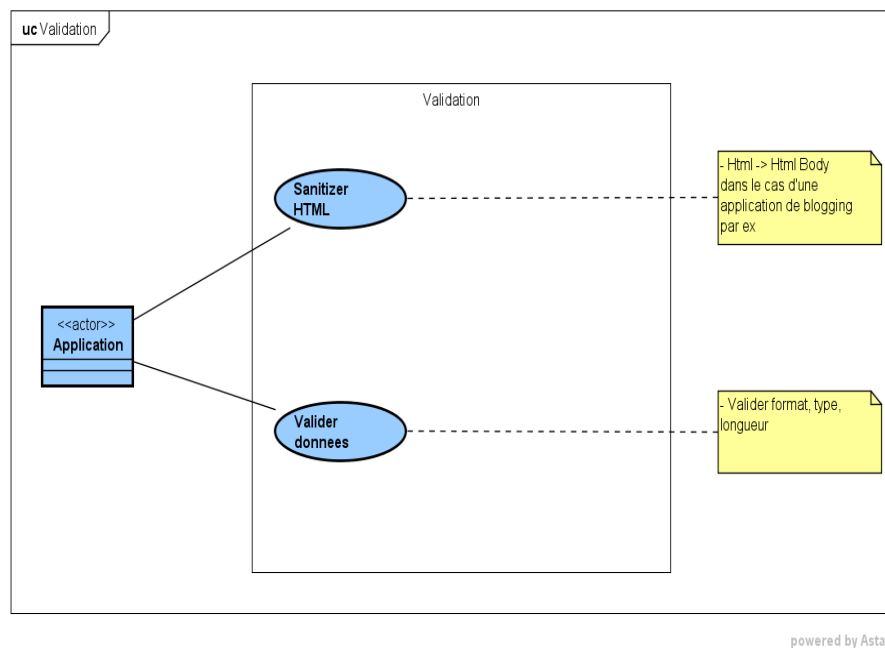 uc Validation
Validation
Sanitizer
HTML
- Html -> Html Body
dans le cas d'une
application de blogging
par ex
<<actor>>
Application
Valider
donnees
- Valider format, type,
longueur
powered by Asta